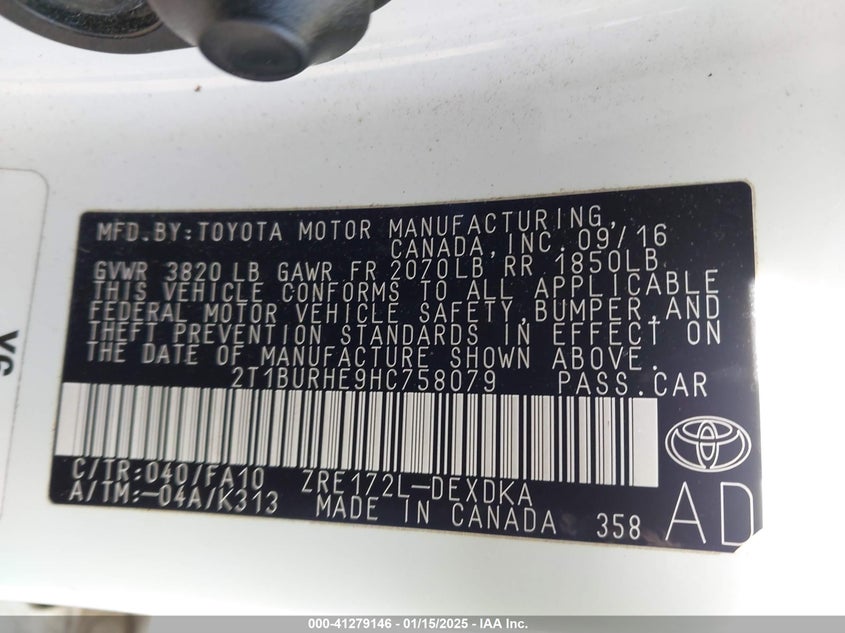 MFD.BY:TOYOTA MOTOR MANUFACTURING,
CANADA,INC. 09/16
GVWR 3820 LB GAWR FR 2070LB RR 1850LB
THIS VEHICLE CONFORMS TO ALL APPLICABLE
FEDERAL MOTOR VEHICLE SAFETY,BUMPER,AND
THEFT PREVENTION STANDARDS IN EFFECT ON
THE DATE OF MANUFACTURE SHOWN ABOVE.
2T1BURHE9HC758079 PASS.CAR
C/TR:040/FA10 ZRE172L-DEXDKA
A/TM:-04A/K313 MADE IN CANADA 358 AD
000-41279146 - 01/15/2025 - IAA Inc.